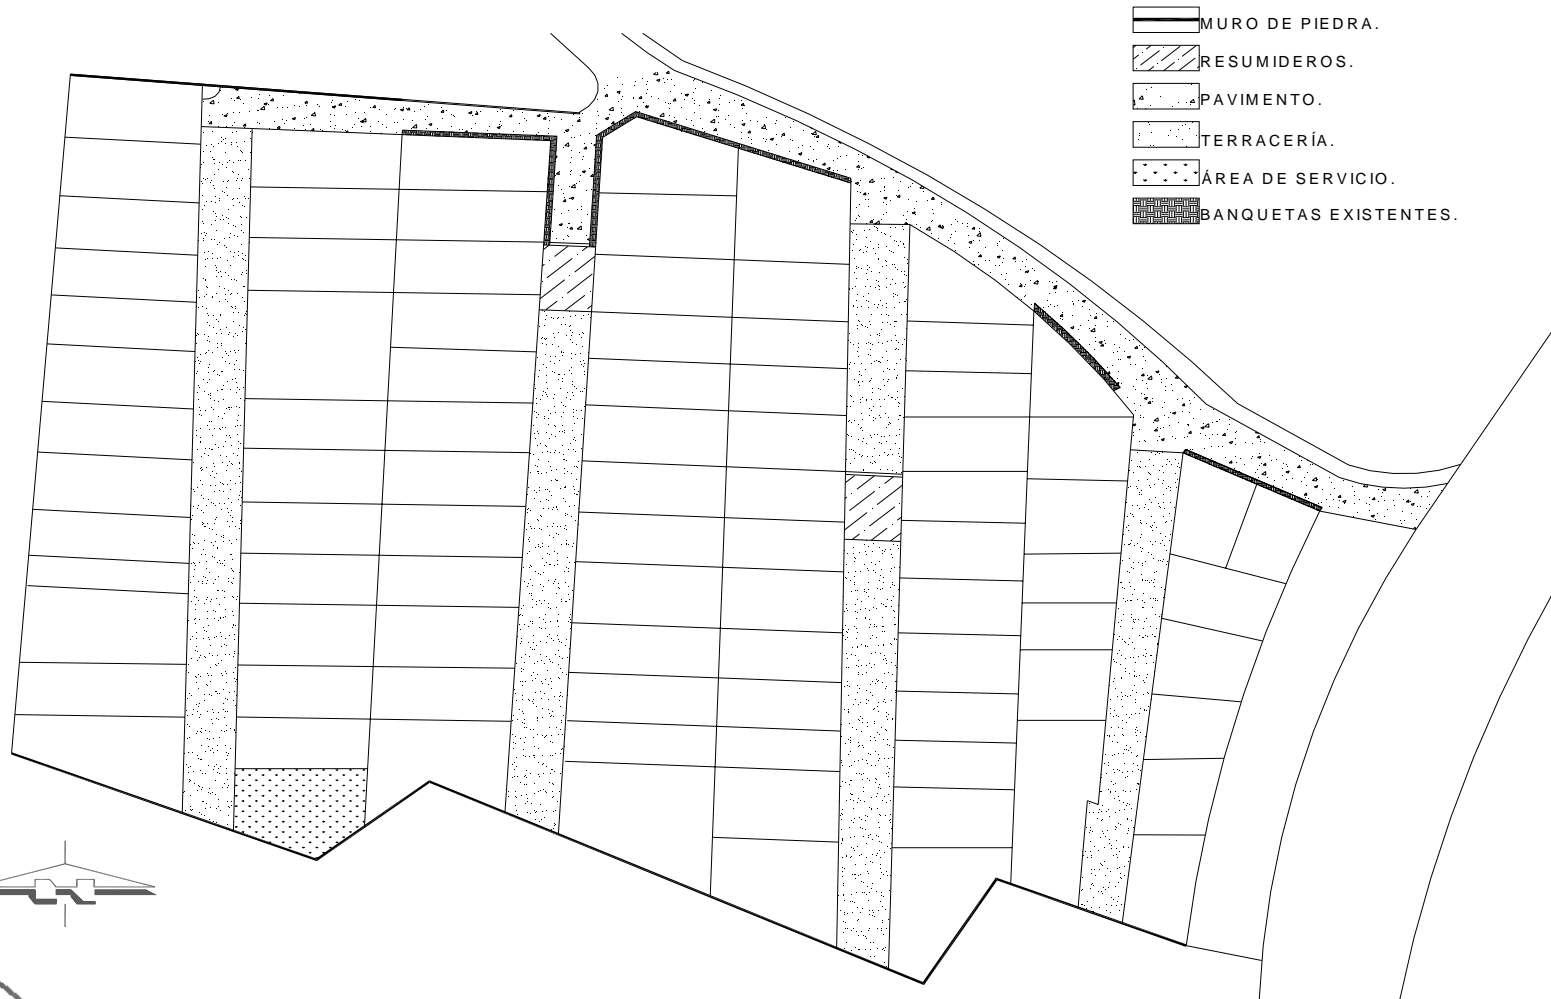 MURO DE PIEDRA.
RESUMIDEROS.
PAVIMENTO.
TERRACERÍA.
ÁREA DE SERVICIO.
BANQUETAS EXISTENTES.